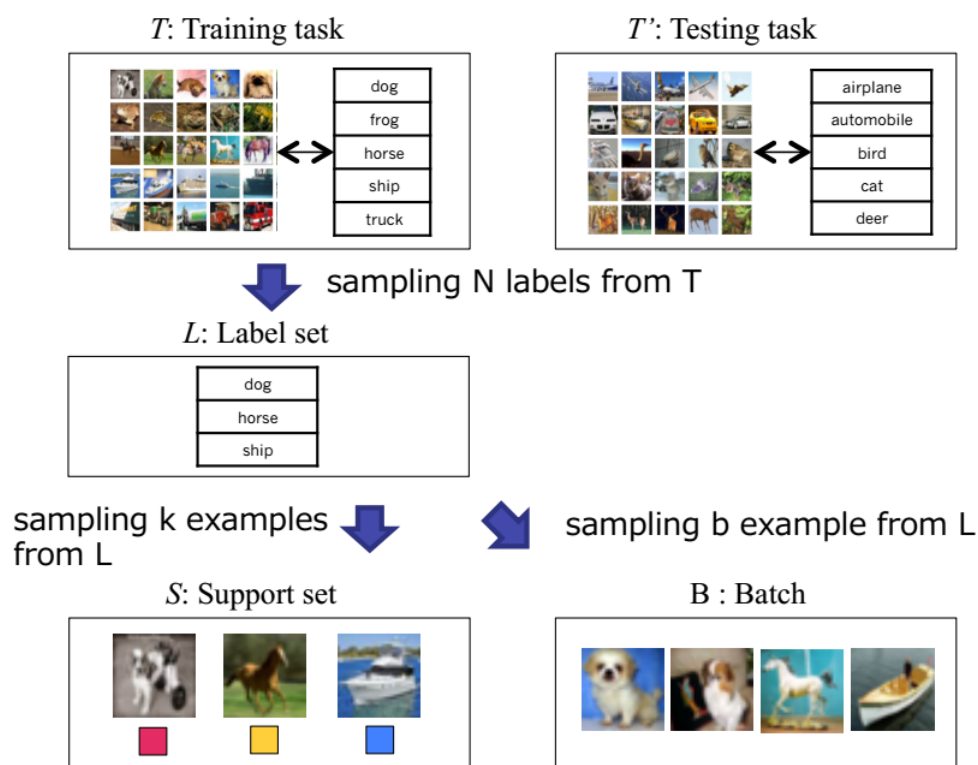 T: Training task
T’: Testing task
dog
frog
horse
ship
truck
airplane
automobile
bird
cat
deer
sampling N labels from T
L: Label set
dog
horse
ship
sampling k examples
from L
sampling b example from L
S: Support set
B : Batch